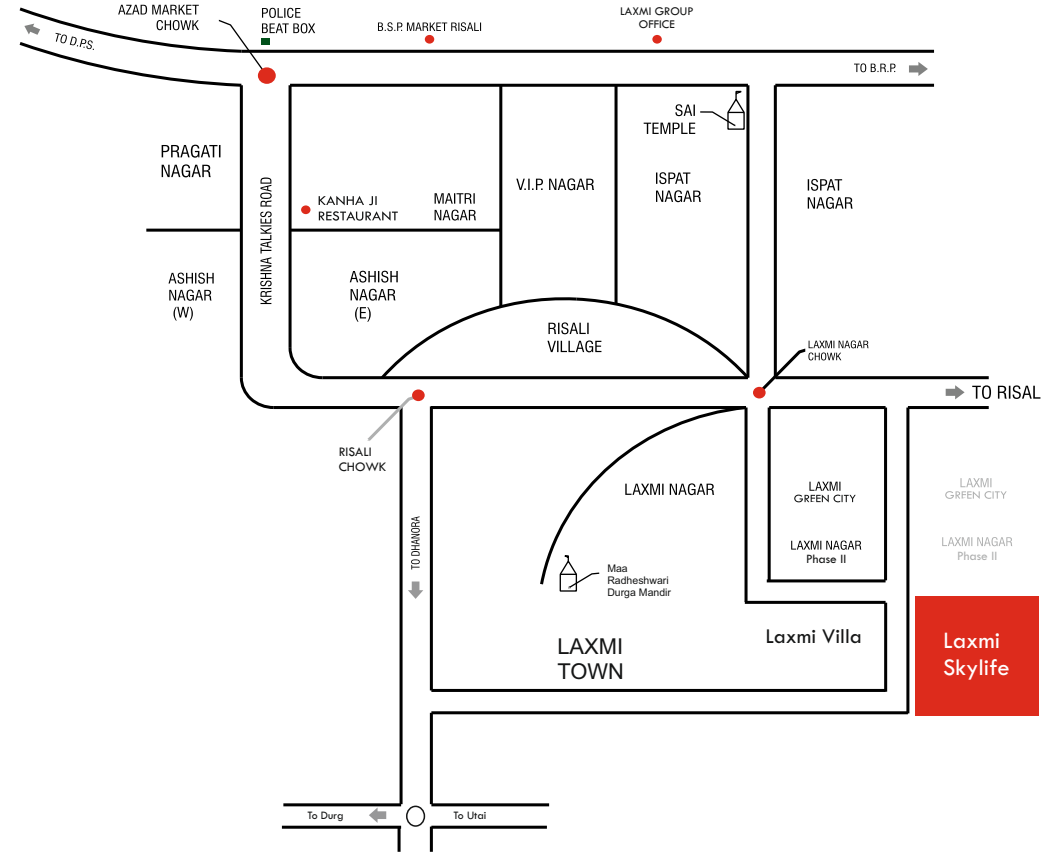 AZAD MARKET
CHOWK
POLICE
BEAT BOX
B.S.P. MARKET RISALI
LAXMI GROUP
OFFICE
TO D.P.S.
TO B.R.P.
SAI
TEMPLE
PRAGATI
NAGAR
KRISHNA TALKIES ROAD
KANHA JI
RESTAURANT
MAITRI
NAGAR
V.I.P. NAGAR
ISPAT
NAGAR
ISPAT
NAGAR
ASHISH
NAGAR
(W)
ASHISH
NAGAR
(E)
RISALI
VILLAGE
LAXMI NAGAR
CHOWK
TO RISAL
RISALI
CHOWK
LAXMI NAGAR
LAXMI
GREEN CITY
LAXMI
GREEN CITY
TO DHANORA
LAXMI NAGAR
Phase II
LAXMI NAGAR
Phase II
Maa
Radheshwari
Durga Mandir
LAXMI
TOWN
Laxmi Villa
Laxmi
Skylife
To Durg
To Utai